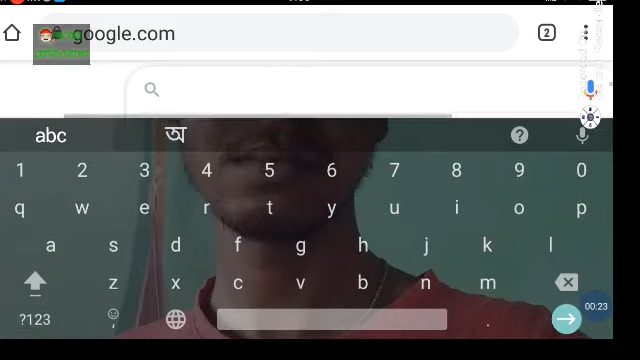 google.com
2
abc অ ?
1 2 3 4 5 6 7 8 9 0
q w e r t y u i o p
a s d f g h j k l
z x c v b n m
?123 , .
00:23